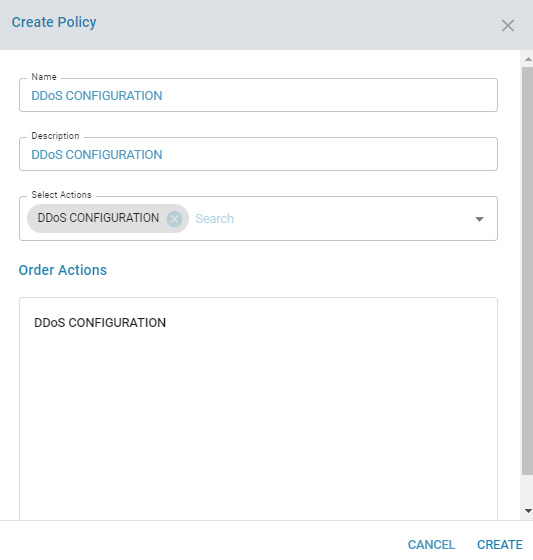 Create Policy
Name
DDoS CONFIGURATION
Description
DDoS CONFIGURATION
Select Actions
DDoS CONFIGURATION Search
Order Actions
DDoS CONFIGURATION
CANCEL CREATE